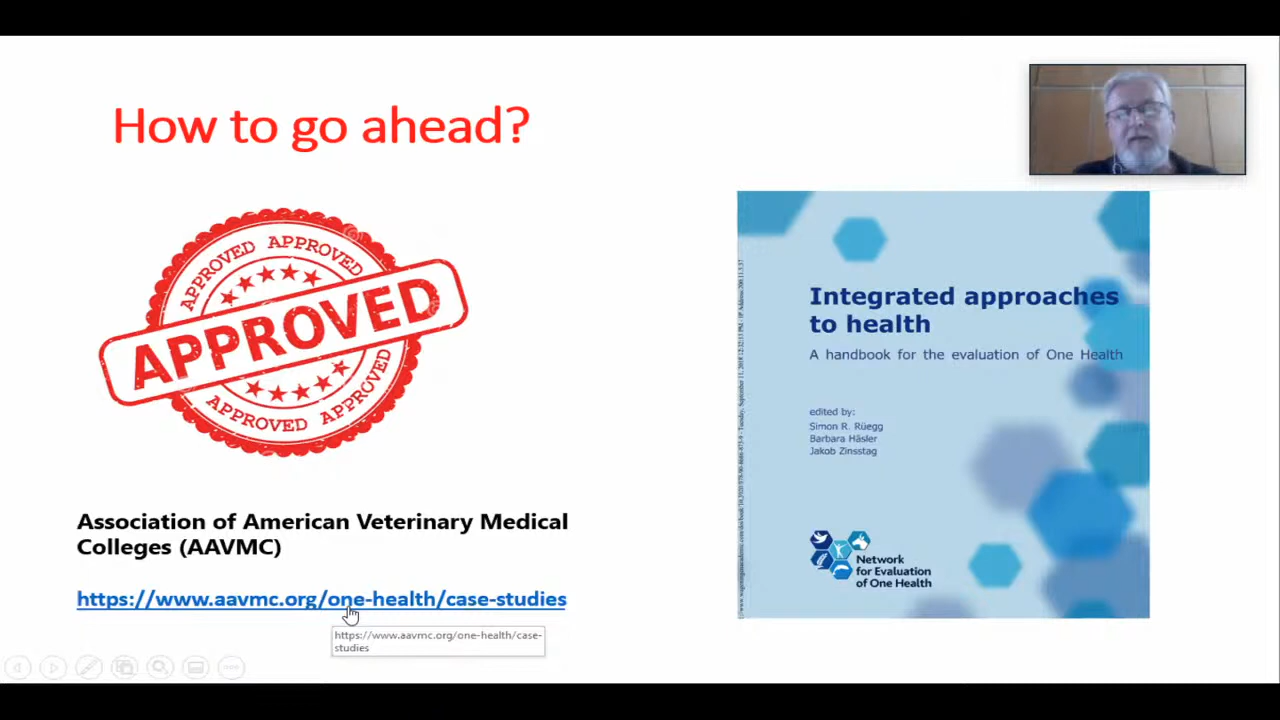 How to go ahead?
APPROVED APPROVED
APPROVED
APPROVED APPROVED
Association of American Veterinary Medical
Colleges (AAVMC)
https://www.aavmc.org/one-health/case-studies
https://www.aavmc.org/one-health/case-
studies
Integrated approaches
to health
A handbook for the evaluation of One Health
edited by:
Simon R. Rüegg
Barbara Häsler
Jakob Zinsstag
Network
for Evaluation
of One Health